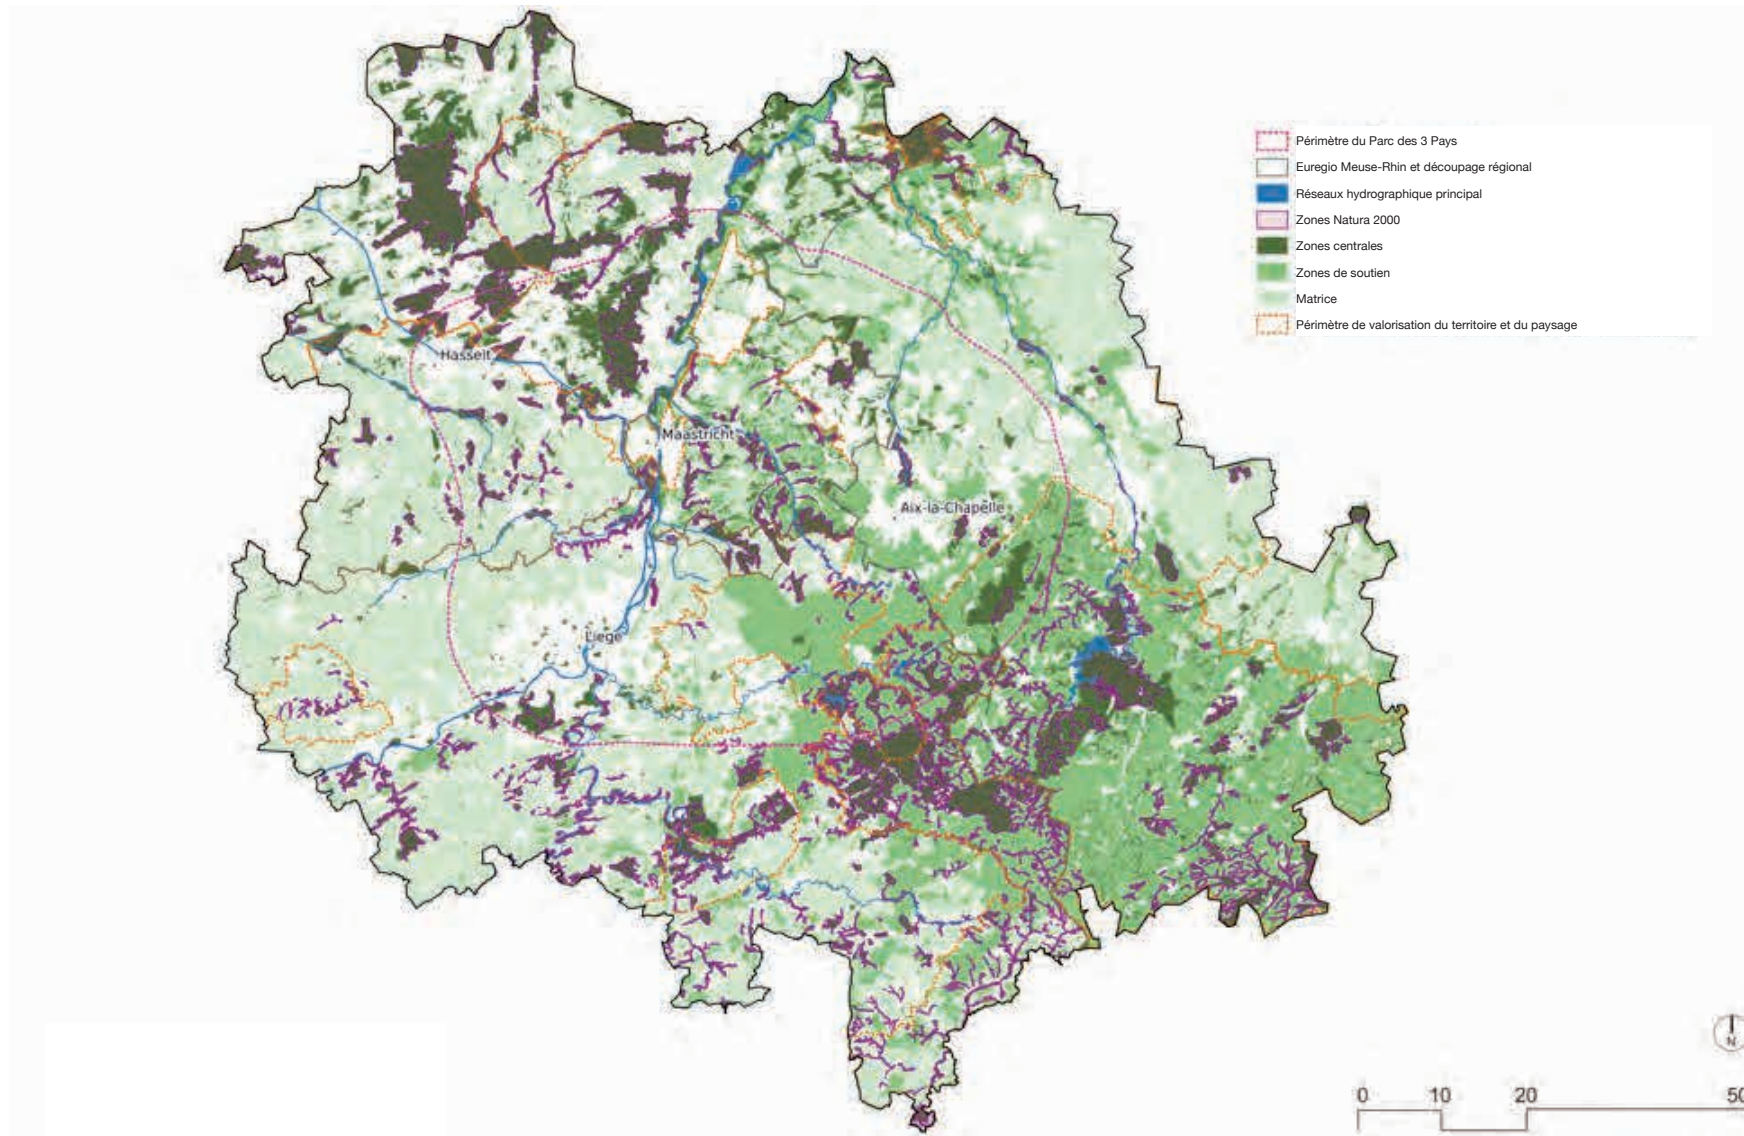 Périmètre du Parc des 3 Pays
Euregio Meuse-Rhin et découpage régional
Réseaux hydrographique principal
Zones Natura 2000
Zones centrales
Zones de soutien
Matrice
Périmètre de valorisation du territoire et du paysage
Hasselt
Maastricht
Aix-la-Chapelle
Liege
N
0 10 20 50